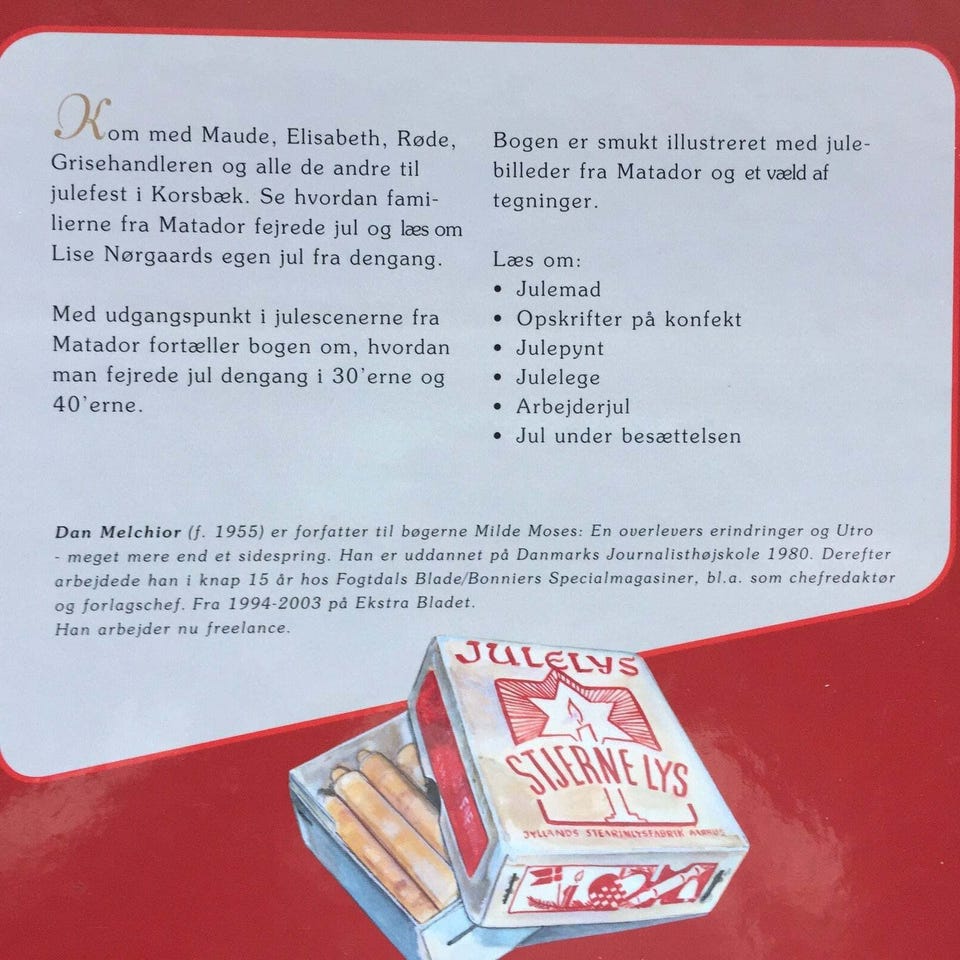 Kom med Maude, Elisabeth, Røde,
Grisehandleren og alle de andre til
julefest i Korsbæk. Se hvordan fami-
lierne fra Matador fejrede jul og læs om
Lise Nørgaards egen jul fra dengang.
Med udgangspunkt i julescenerne fra
Matador fortæller bogen om, hvordan
man fejrede jul dengang i 30'erne og
40'erne.
Bogen er smukt illustreret med jule-
billeder fra Matador og et væld af
tegninger.
Læs om:
• Julemad
• Opskrifter på konfekt
• Julepynt
• Julelege
• Arbejderjul
• Jul under besættelsen
Dan Melchior (f. 1955) er forfatter til bøgerne Milde Moses: En overlevers erindringer og Utro
- meget mere end et sidespring. Han er uddannet på Danmarks Journalisthøjskole 1980. Derefter
arbejdede han i knap 15 år hos Fogtdals Blade/Bonniers Specialmagasiner, bl.a. som chefredaktør
og forlagschef. Fra 1994-2003 på Ekstra Bladet.
Han arbejder nu freelance.
JULELYS
STJERNELYS
JYLLANDS STEARINLYSFABRIK AARHUS